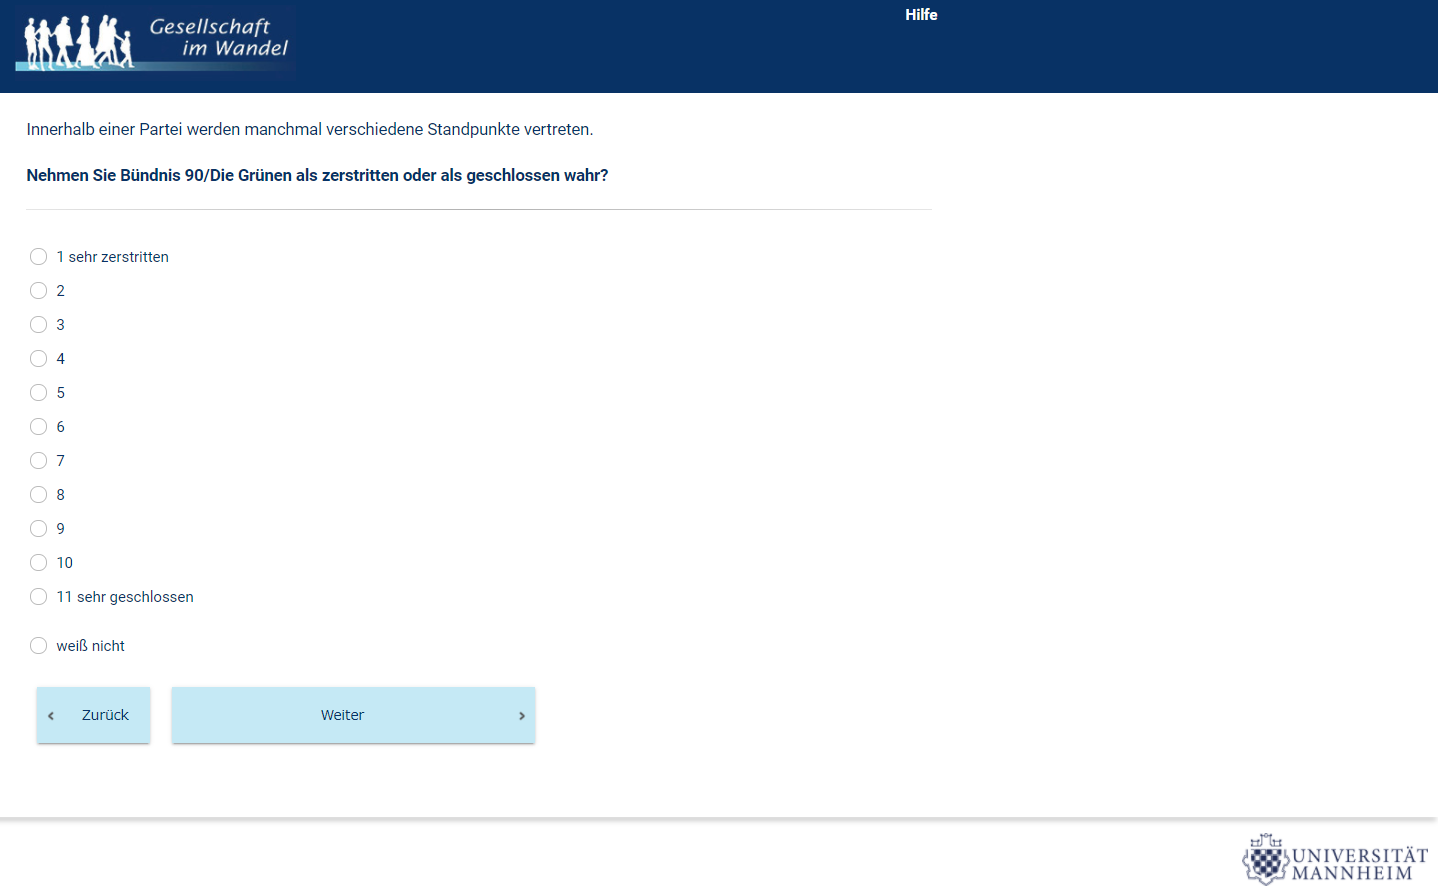 Gesellschaft
im Wandel
Hilfe
Innerhalb einer Partei werden manchmal verschiedene Standpunkte vertreten.
Nehmen Sie Bündnis 90/Die Grünen als zerstritten oder als geschlossen wahr?
1 sehr zerstritten
2
3
4
5
6
7
8
9
10
11 sehr geschlossen
weiß nicht
Zurück
Weiter
UNIVERSITÄT
MANNHEIM